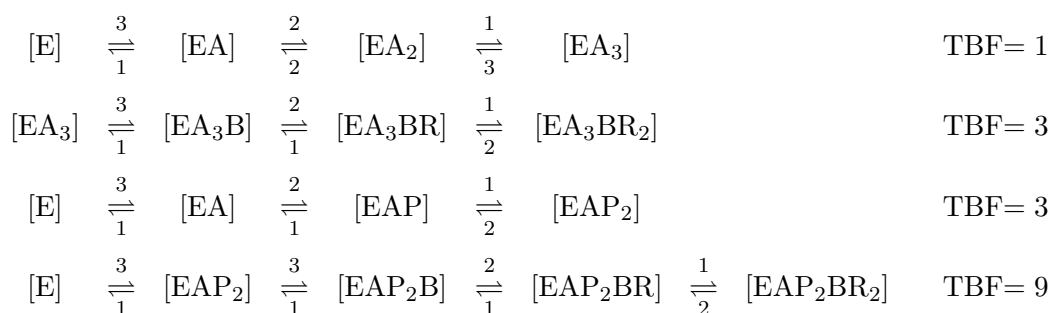 [E] 3 ⇌ 1 [EA] 2 ⇌ 2 [EA₂] 1 ⇌ 3 [EA₃] TBF= 1
[EA₃] 3 ⇌ 1 [EA₃B] 2 ⇌ 1 [EA₃BR] 1 ⇌ 2 [EA₃BR₂] TBF= 3
[E] 3 ⇌ 1 [EA] 2 ⇌ 1 [EAP] 1 ⇌ 2 [EAP₂] TBF= 3
[E] 3 ⇌ 1 [EAP₂] 3 ⇌ 1 [EAP₂B] 2 ⇌ 1 [EAP₂BR] 1 ⇌ 2 [EAP₂BR₂] TBF= 9